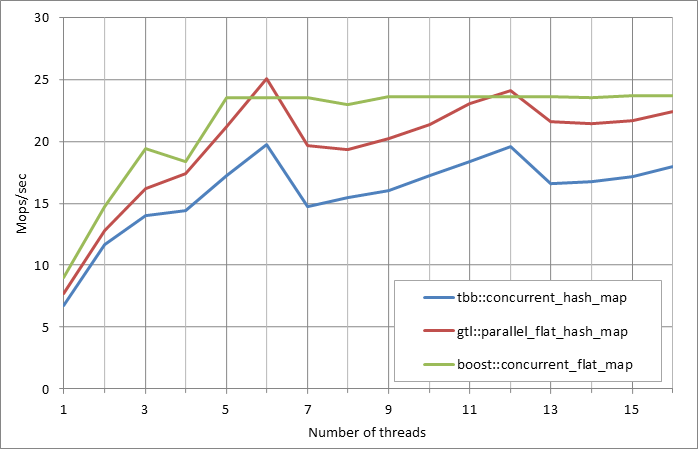 30
25
20
15
10
5
0
Mops/sec
tbb::concurrent_hash_map
gtl::parallel_flat_hash_map
boost::concurrent_flat_map
1 3 5 7 9 11 13 15
Number of threads